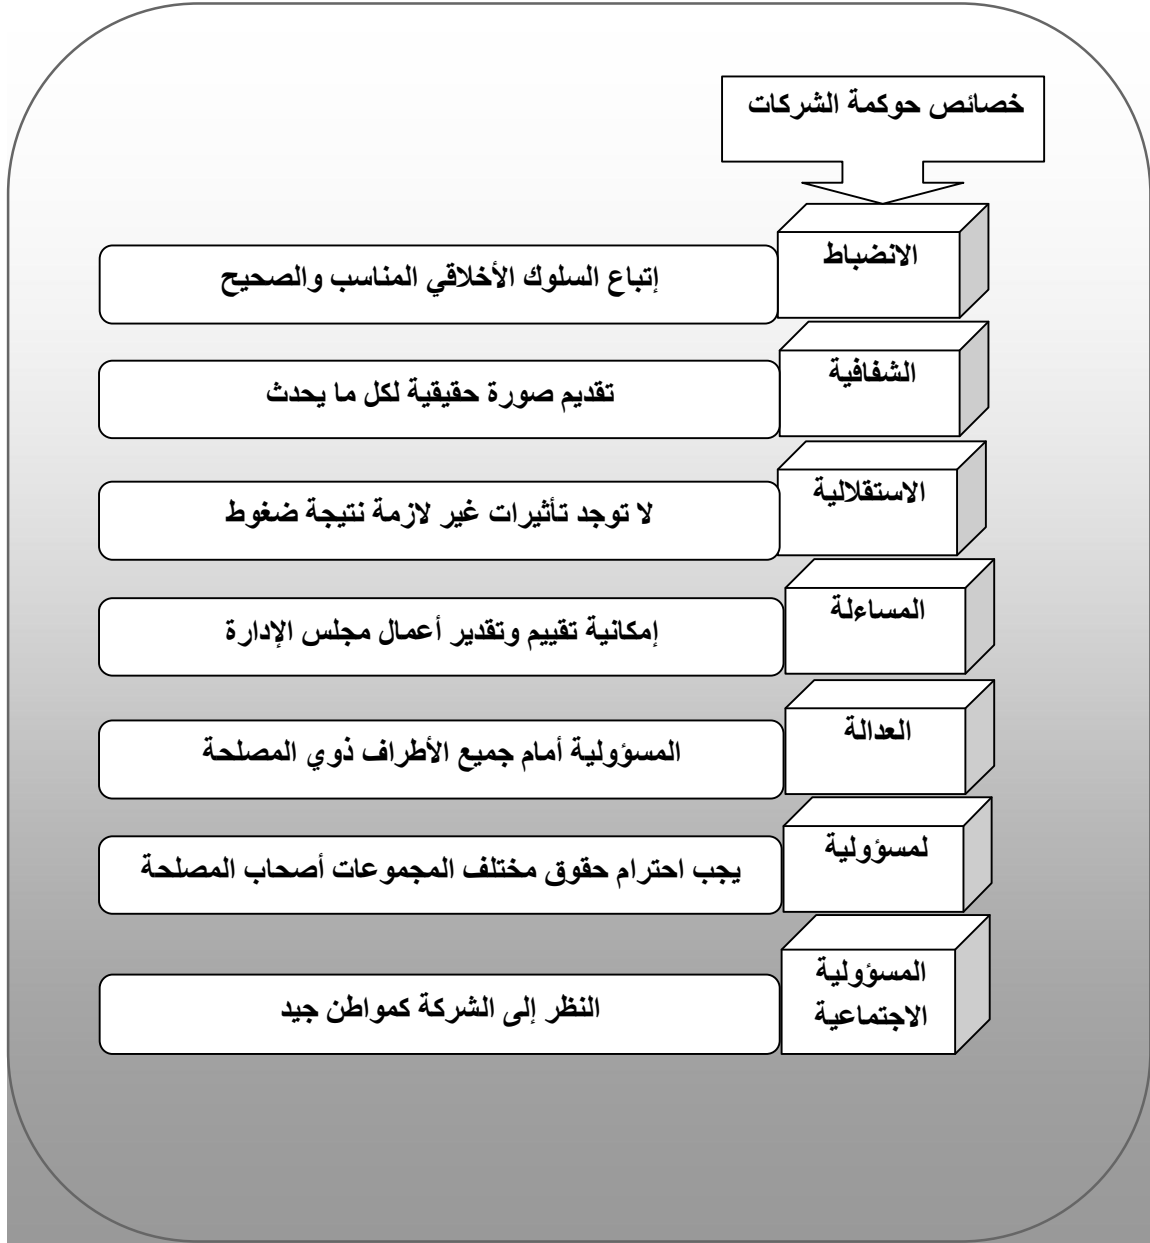 خصائص حوكمة الشركات
الانضباط
إتباع السلوك الأخلاقي المناسب والصحيح
الشفافية
تقديم صورة حقيقية لكل ما يحدث
الاستقلالية
لا توجد تأثيرات غير لازمة نتيجة ضغوط
المساءلة
إمكانية تقييم وتقدير أعمال مجلس الإدارة
العدالة
المسؤولية أمام جميع الأطراف ذوي المصلحة
لمسؤولية
يجب احترام حقوق مختلف المجموعات أصحاب المصلحة
المسؤولية
الاجتماعية
النظر إلى الشركة كمواطن جيد